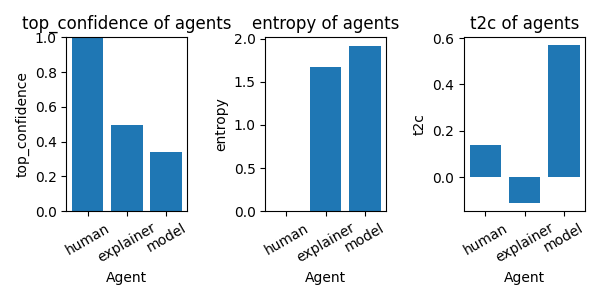 top_confidence of agents
top_confidence
1.0
0.8
0.6
0.4
0.2
0.0
human
explainer
model
Agent
entropy of agents
entropy
2.0
1.5
1.0
0.5
0.0
human
explainer
model
Agent
t2c of agents
t2c
0.6
0.4
0.2
0.0
human
explainer
model
Agent